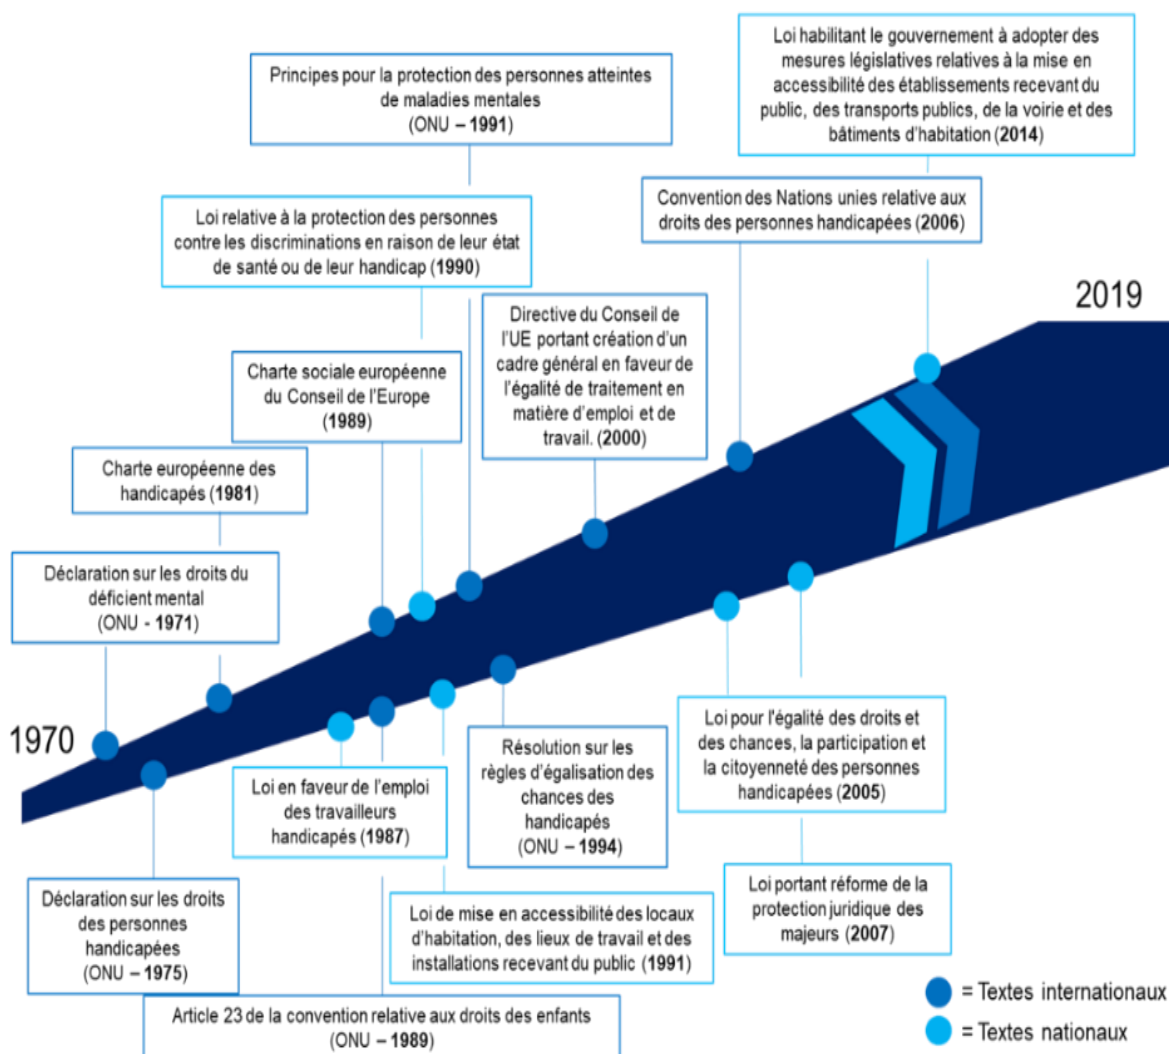 Principes pour la protection des personnes atteintes
de maladies mentales
(ONU – 1991)
Loi habilitant le gouvernement à adopter des
mesures législatives relatives à la mise en
accessibilité des établissements recevant du
public, des transports publics, de la voirie et des
bâtiments d'habitation (2014)
Loi relative à la protection des personnes
contre les discriminations en raison de leur état
de santé ou de leur handicap (1990)
Convention des Nations unies relative aux
droits des personnes handicapées (2006)
2019
Directive du Conseil de
l'UE portant création d'un
cadre général en faveur de
l'égalité de traitement en
matière d'emploi et de
travail. (2000)
Charte sociale européenne
du Conseil de l'Europe
(1989)
Charte européenne des
handicapés (1981)
Déclaration sur les droits du
déficient mental
(ONU - 1971)
1970
Loi en faveur de l'emploi
des travailleurs
handicapés (1987)
Résolution sur les
règles d'égalisation des
chances des
handicapés
(ONU – 1994)
Loi pour l'égalité des droits et
des chances, la participation et
la citoyenneté des personnes
handicapées (2005)
Déclaration sur les droits
des personnes
handicapées
(ONU – 1975)
Loi de mise en accessibilité des locaux
d'habitation, des lieux de travail et des
installations recevant du public (1991)
Loi portant réforme de la
protection juridique des
majeurs (2007)
Article 23 de la convention relative aux droits des enfants
(ONU – 1989)
= Textes internationaux
= Textes nationaux